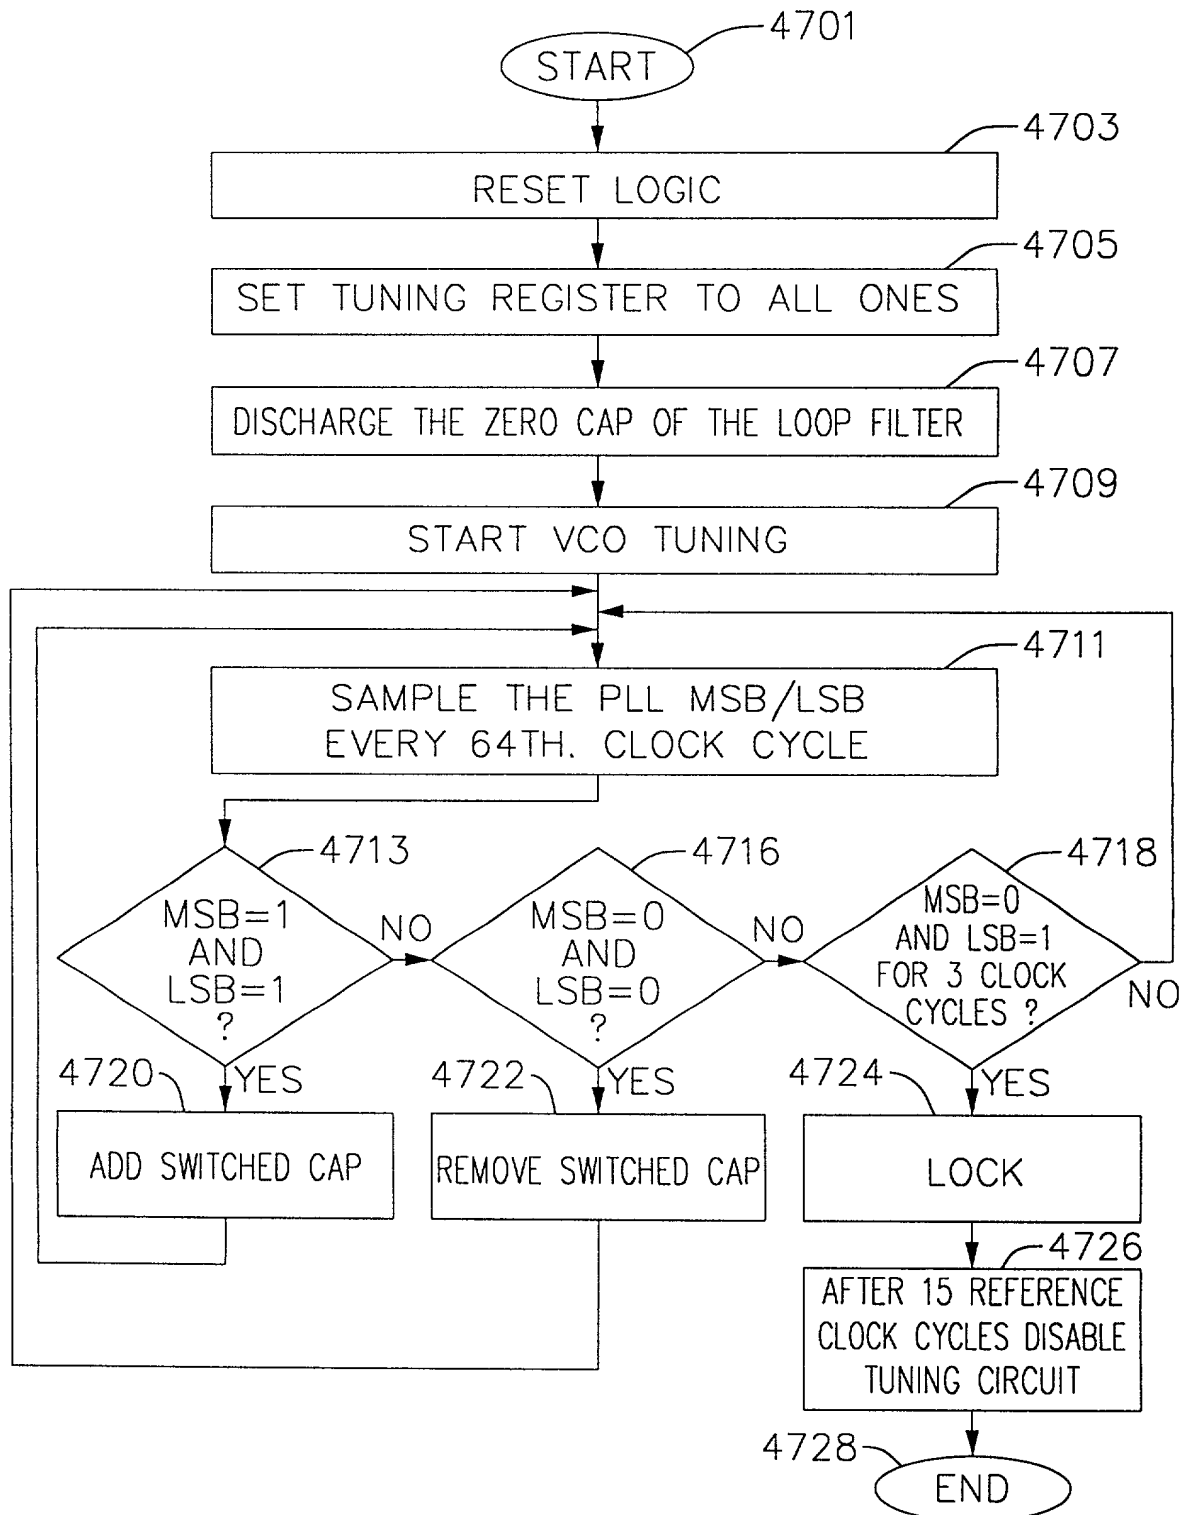 4701
START
4703
RESET LOGIC
4705
SET TUNING REGISTER TO ALL ONES
4707
DISCHARGE THE ZERO CAP OF THE LOOP FILTER
4709
START VCO TUNING
4711
SAMPLE THE PLL MSB/LSB
EVERY 64TH. CLOCK CYCLE
4713
MSB=1
AND
LSB=1
?
NO
YES
4716
MSB=0
AND
LSB=0
?
NO
YES
4718
MSB=0
AND LSB=1
FOR 3 CLOCK
CYCLES ?
NO
YES
4720
ADD SWITCHED CAP
4722
REMOVE SWITCHED CAP
4724
LOCK
4726
AFTER 15 REFERENCE
CLOCK CYCLES DISABLE
TUNING CIRCUIT
4728
END